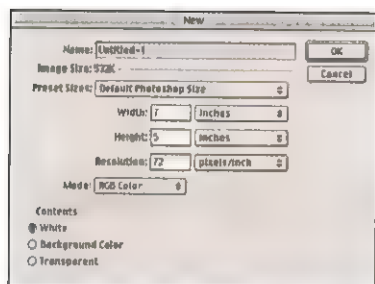 New
Name: Untitled-1
OK
Image Size: 572K
Cancel
Preset Sizes: Default Photoshop Size
Width: 7 inches
Height: 5 inches
Resolution: 72 pixels/inch
Mode: RGB Color
Contents
White
Background Color
Transparent